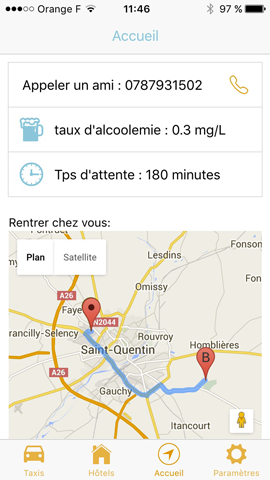 Orange F 11:46 97 %
Accueil
Appeler un ami : 0787931502
taux d'alcoolemie : 0.3 mg/L
Tps d'attente : 180 minutes
Rentrer chez vous:
Lesdins
Fonson
Plan Satellite
Omissy
A26
Faye
N2044
Rouvroy
Homblières
rancilly-Selency
Saint-Quentin
B
A26
Gauchy
Itancourt
Taxis Hôtels Accueil Paramètres